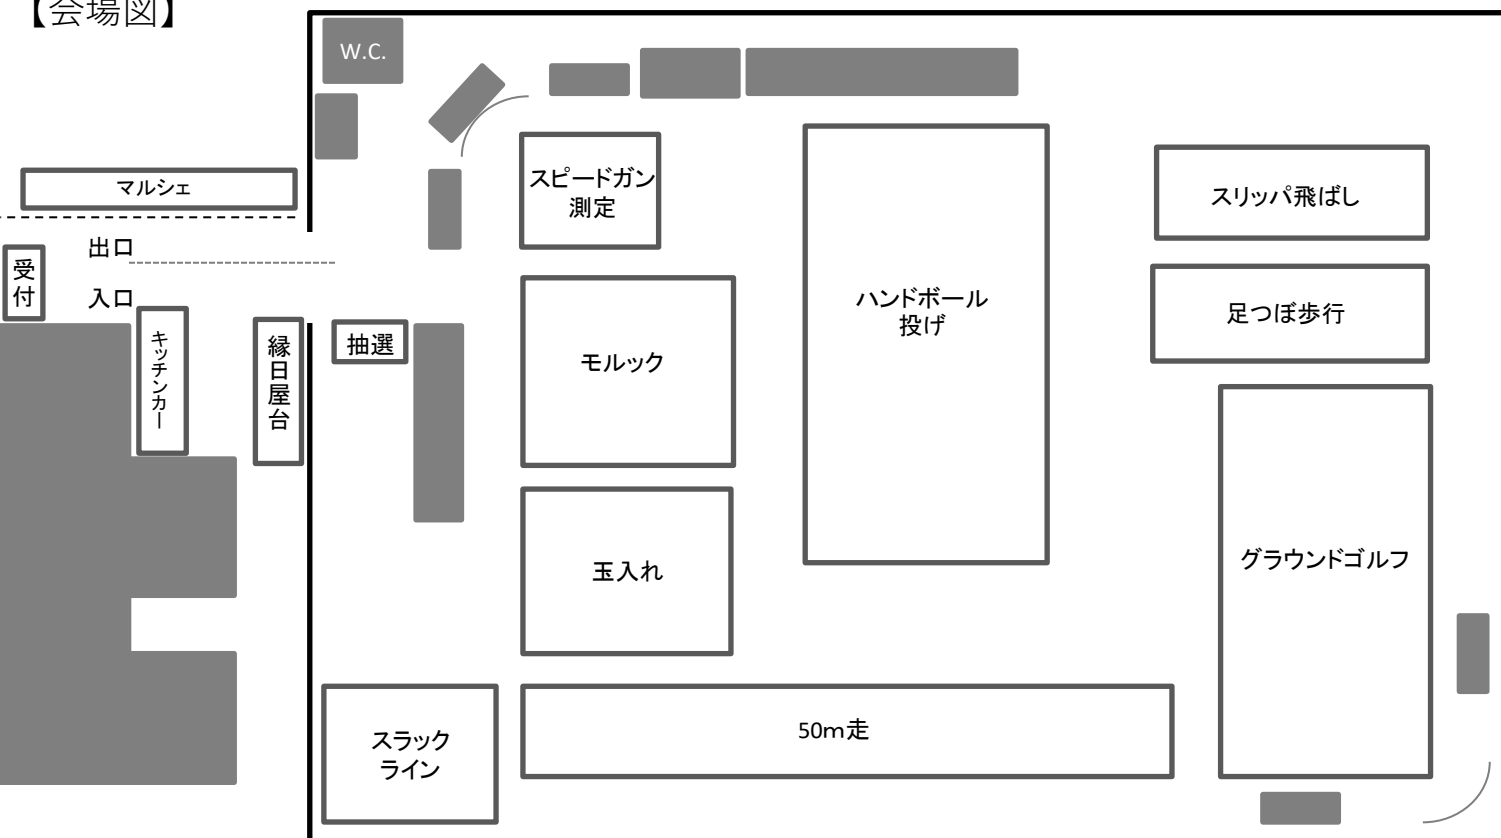 【会場図】
W.C.
マルシェ
スピードガン
測定
スリッパ飛ばし
出口
受付
入口
ハンドボール
投げ
足つぼ歩行
キッチンカー
縁日屋台
抽選
モルック
玉入れ
グラウンドゴルフ
スラック
ライン
50m走